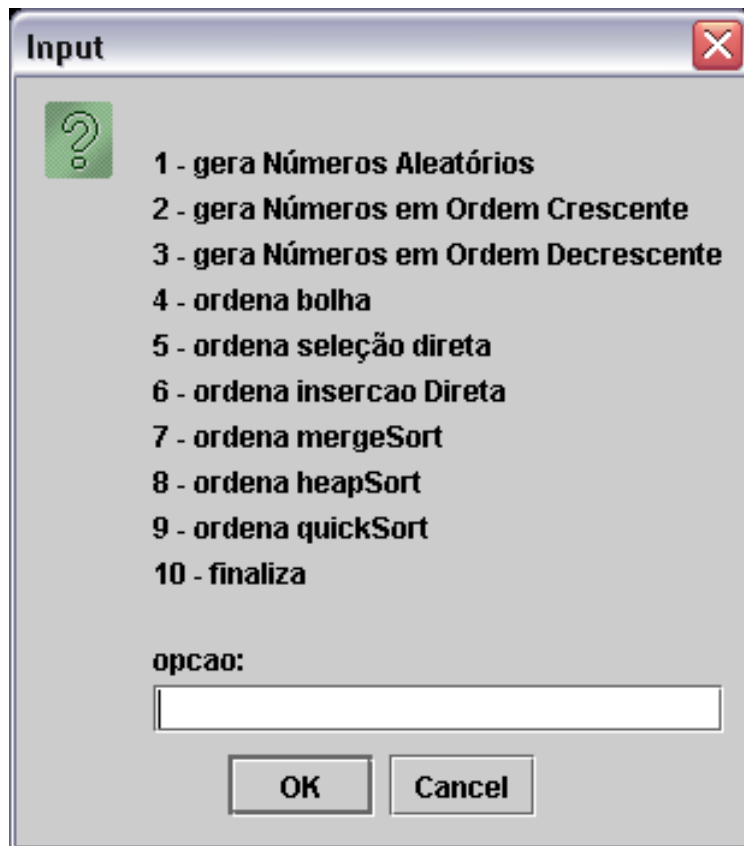 Input
1 - gera Números Aleatórios
2 - gera Números em Ordem Crescente
3 - gera Números em Ordem Decrescente
4 - ordena bolha
5 - ordena seleção direta
6 - ordena insercao Direta
7 - ordena mergeSort
8 - ordena heapSort
9 - ordena quickSort
10 - finaliza
opcao:
OK Cancel